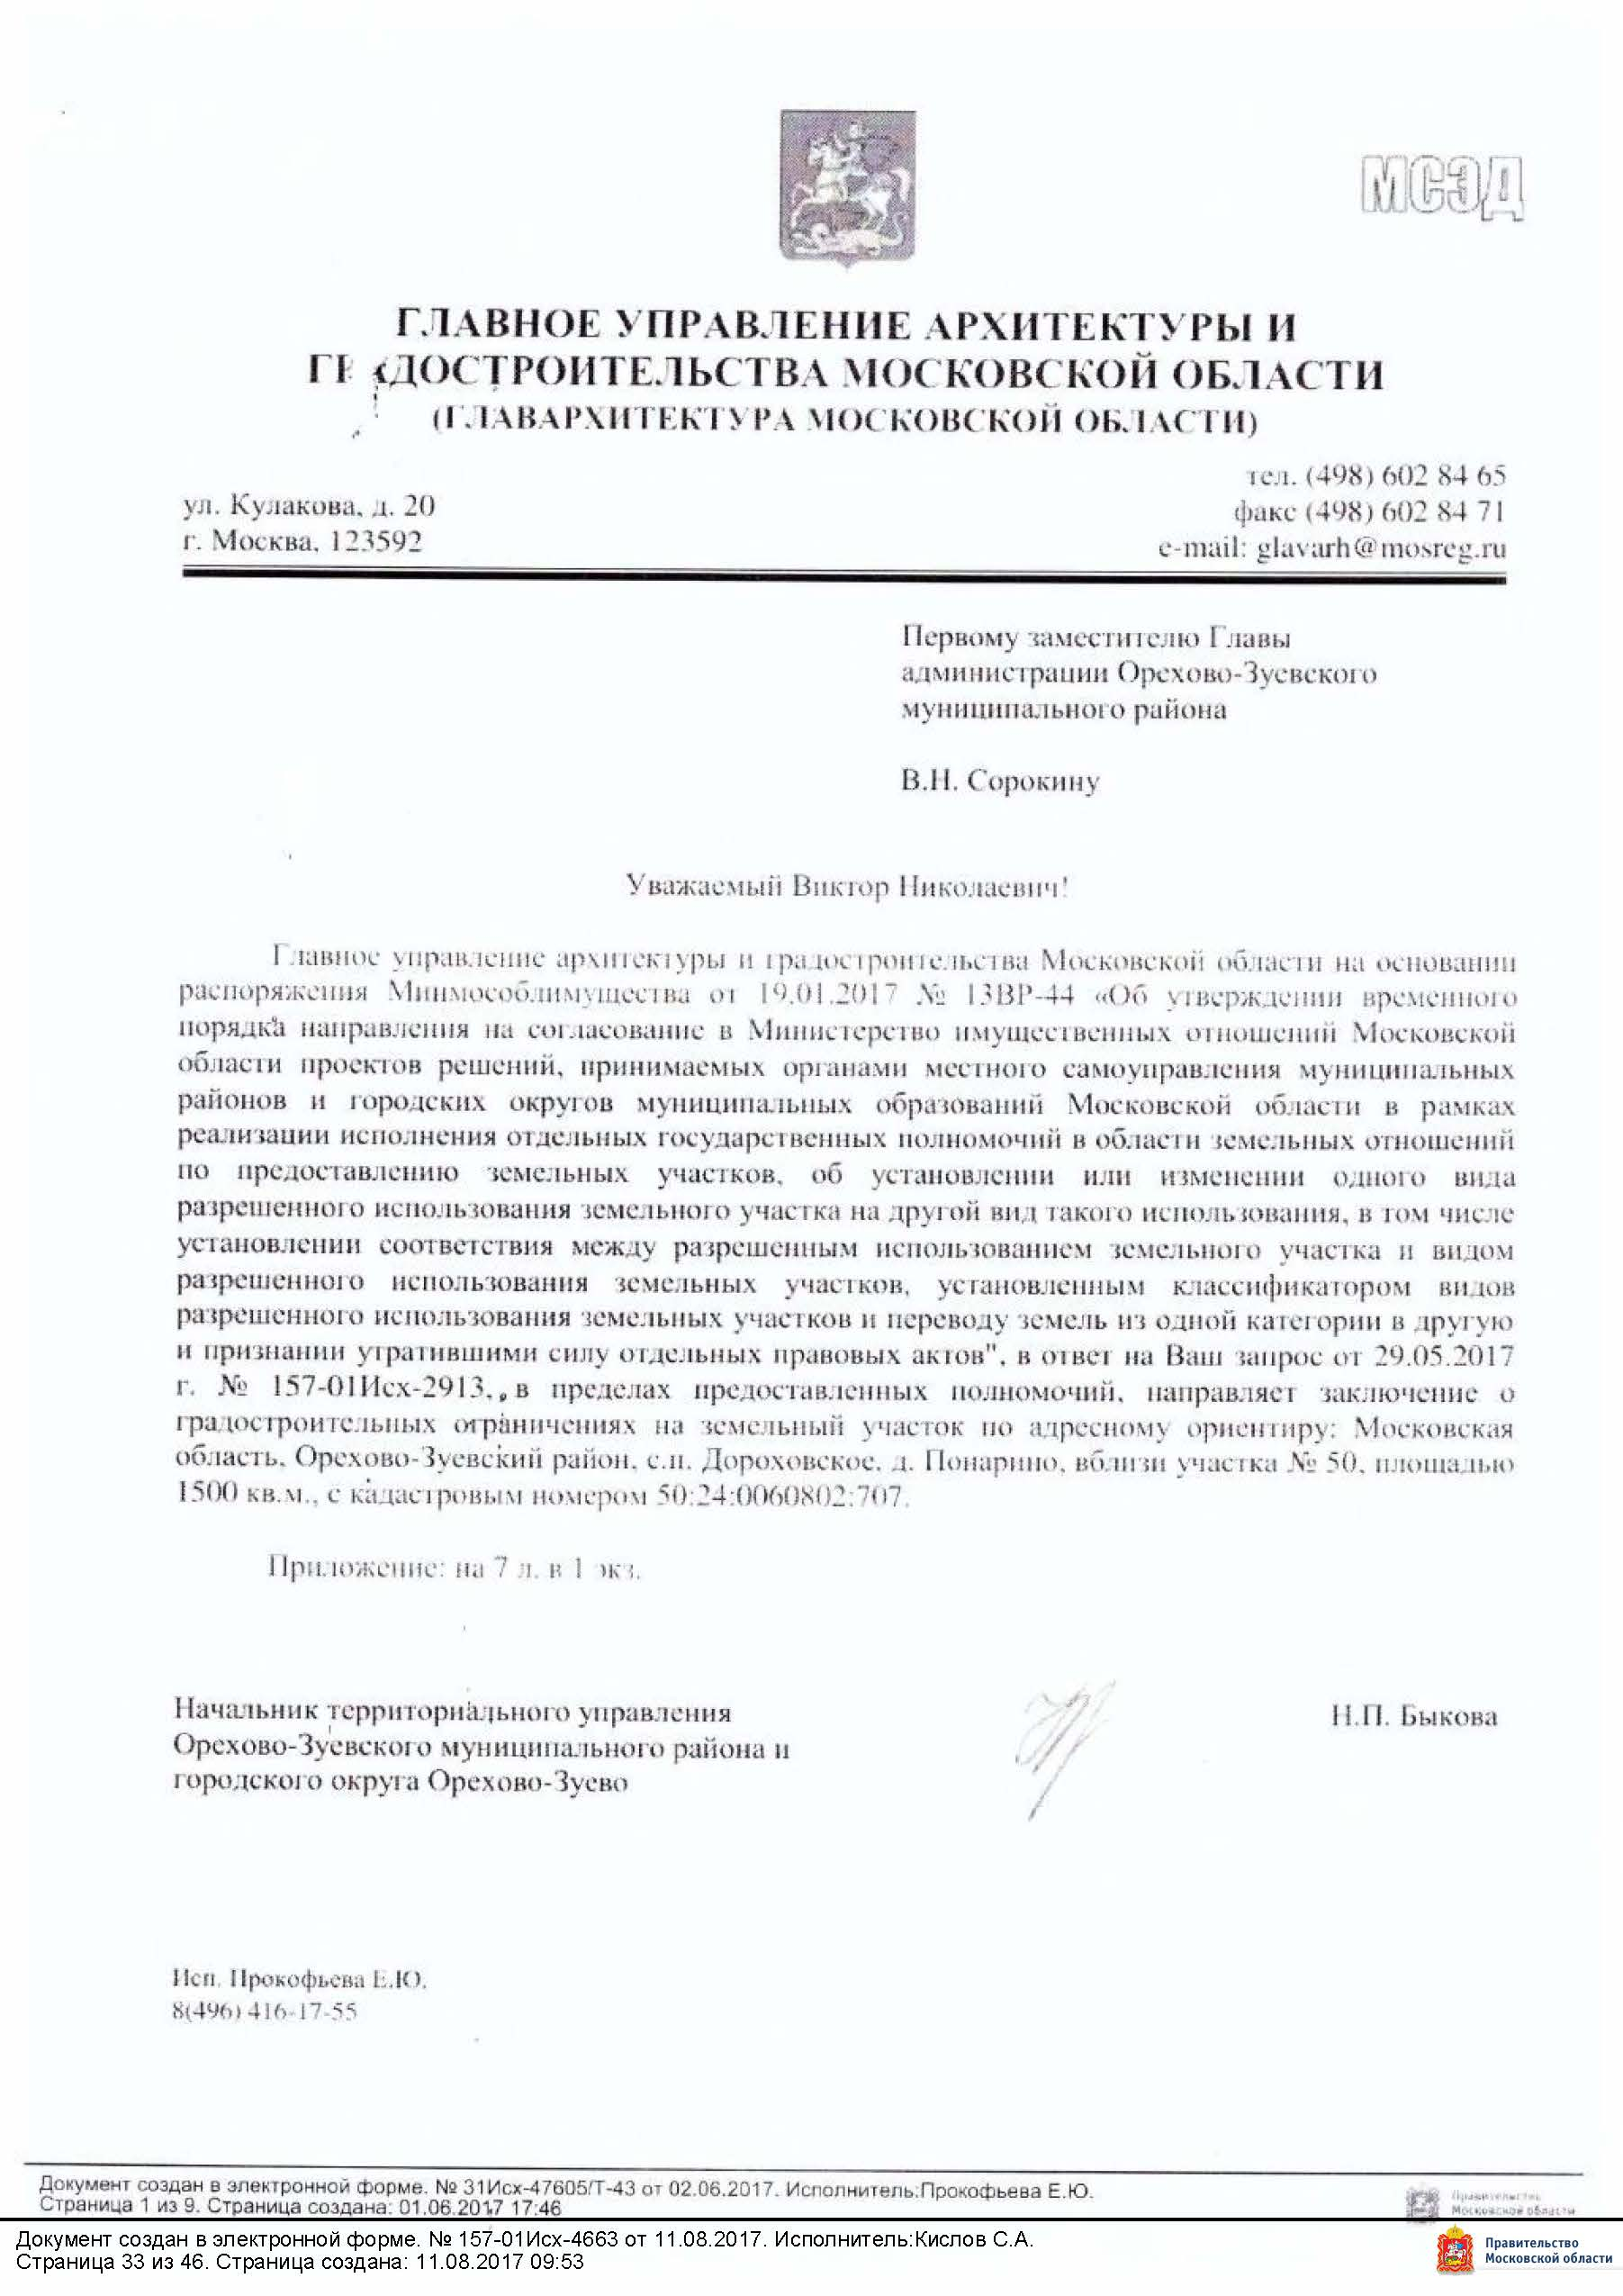 МСЭД
ГЛАВНОЕ УПРАВЛЕНИЕ АРХИТЕКТУРЫ И
ГРАДОСТРОИТЕЛЬСТВА МОСКОВСКОЙ ОБЛАСТИ
(ГЛАВАРХИТЕКТУРА МОСКОВСКОЙ ОБЛАСТИ)
тел. (498) 602 84 65
ул. Кулакова, д. 20
факс (498) 602 84 71
г. Москва, 123592
e-mail: glavarh@mosreg.ru
Первому заместителю Главы
администрации Орехово-Зуевского
муниципального района
В.Н. Сорокину
Уважаемый Виктор Николаевич!
Главное управление архитектуры и градостроительства Московской области на основании
распоряжения Минмособлимущества от 19.01.2017 № 13ВР-44 «Об утверждении временного
порядка направления на согласование в Министерство имущественных отношений Московской
области проектов решений, принимаемых органами местного самоуправления муниципальных
районов и городских округов муниципальных образований Московской области в рамках
реализации исполнения отдельных государственных полномочий в области земельных отношений
по предоставлению земельных участков, об установлении или изменении одного вида
разрешенного использования земельного участка на другой вид такого использования, в том числе
установлении соответствия между разрешенным использованием земельного участка и видом
разрешенного использования земельных участков, установленным классификатором видов
разрешенного использования земельных участков и переводу земель из одной категории в другую
и признании утратившими силу отдельных правовых актов", в ответ на Ваш запрос от 29.05.2017
г. № 157-01Исх-2913,, в пределах предоставленных полномочий, направляет заключение о
градостроительных ограничениях на земельный участок по адресному ориентиру: Московская
область, Орехово-Зуевский район, с.п. Дороховское, д. Понарино, вблизи участка № 50, площадью
1500 кв.м., с кадастровым номером 50:24:0060802:707.
Приложение: на 7 л. в 1 экз.
Начальник территориального управления
Орехово-Зуевского муниципального района и
городского округа Орехово-Зуево
Н.П. Быкова
Исп. Прокофьева Е.Ю.
8(496) 416-17-55
Документ создан в электронной форме. № 31Исх-47605/Т-43 от 02.06.2017. Исполнитель:Прокофьева Е.Ю.
Страница 1 из 9. Страница создана: 01.06.2017 17:46
Правительство
Московской области
Документ создан в электронной форме. № 157-01Исх-4663 от 11.08.2017. Исполнитель:Кислов С.А.
Страница 33 из 46. Страница создана: 11.08.2017 09:53
Правительство
Московской области